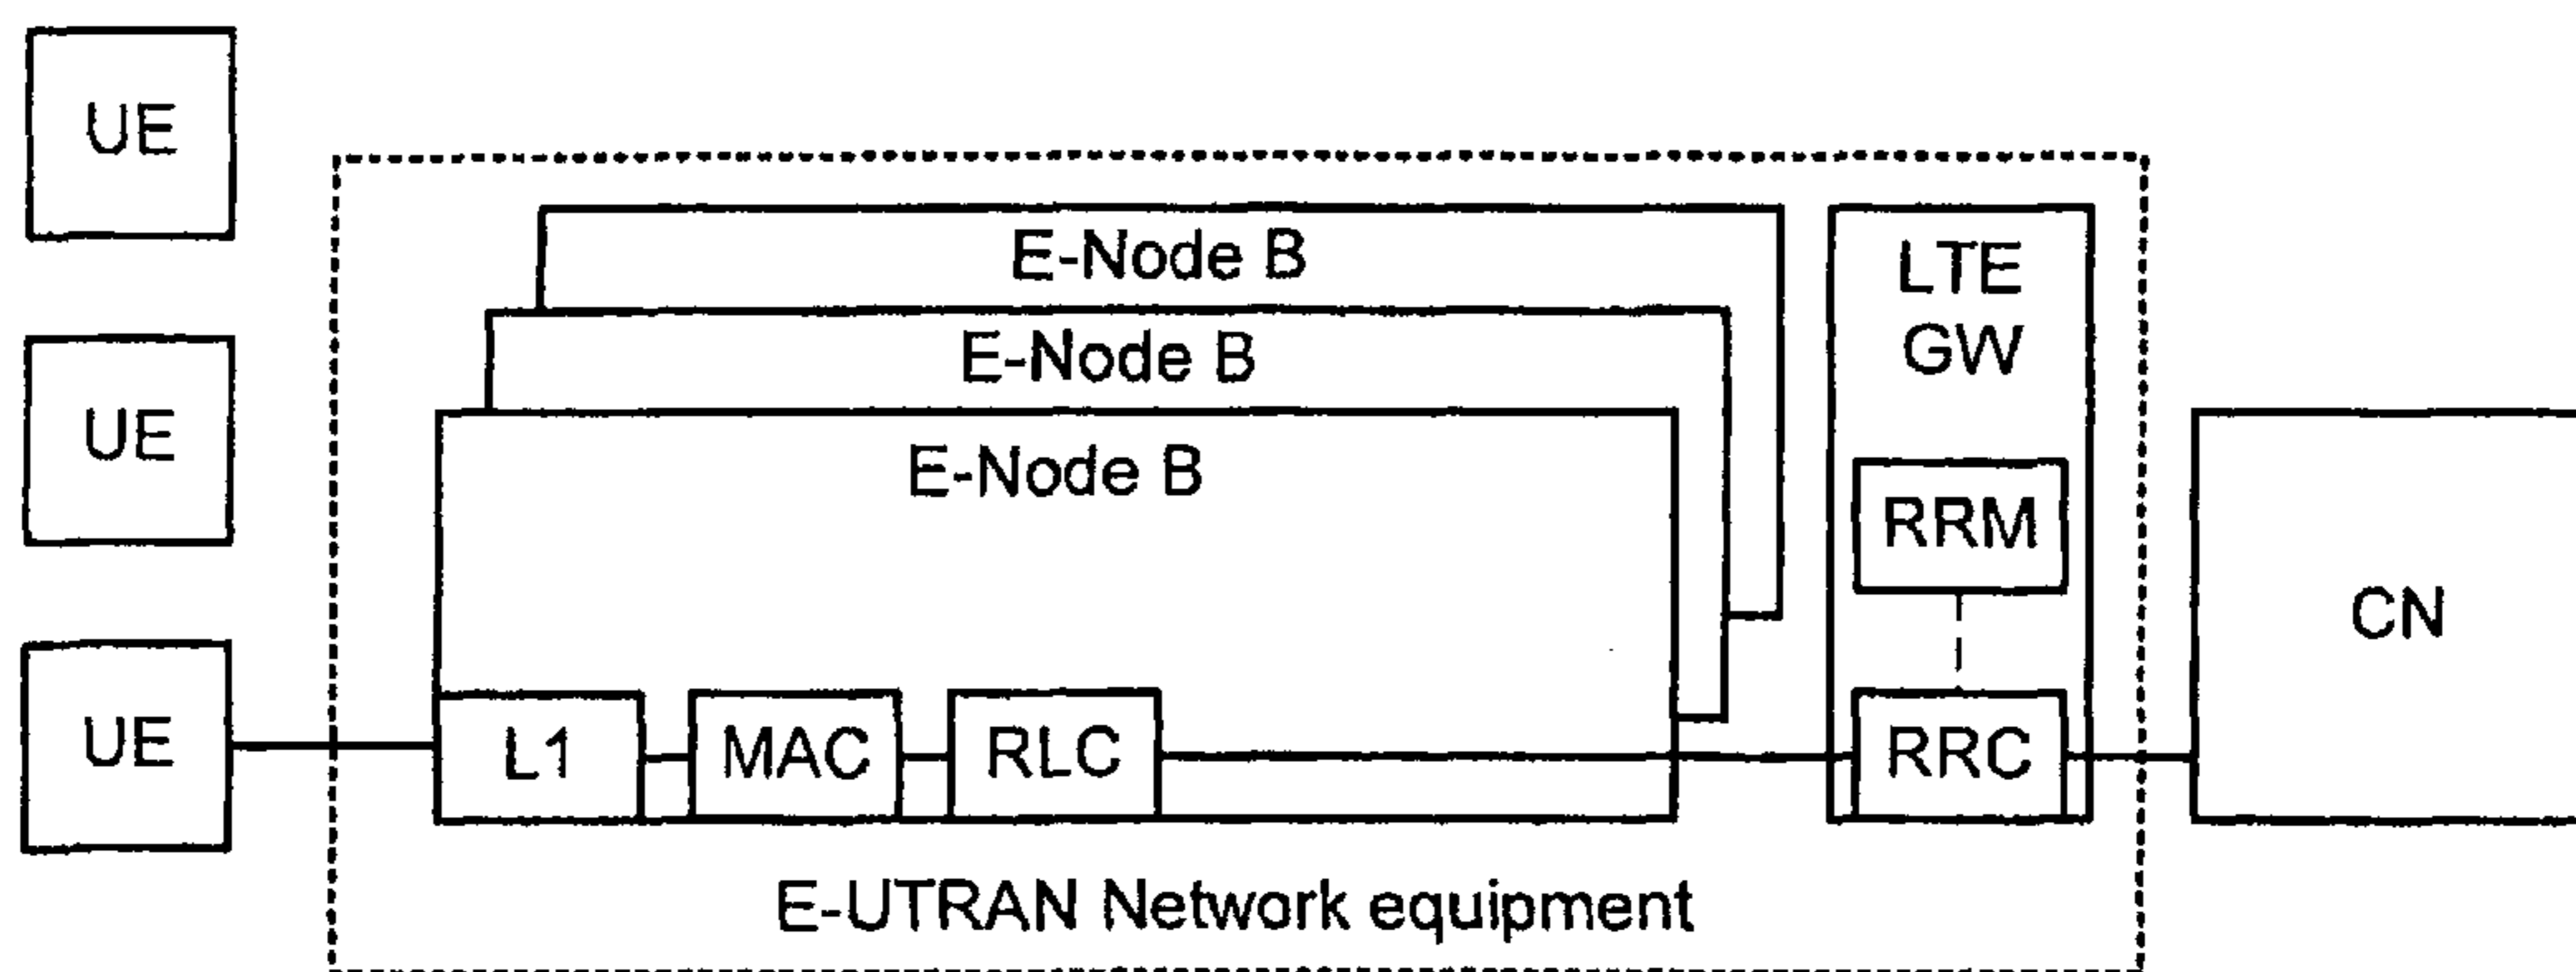 UE
UE
UE
E-Node B
E-Node B
E-Node B
L1
MAC
RLC
LTE
GW
RRM
RRC
CN
E-UTRAN Network equipment